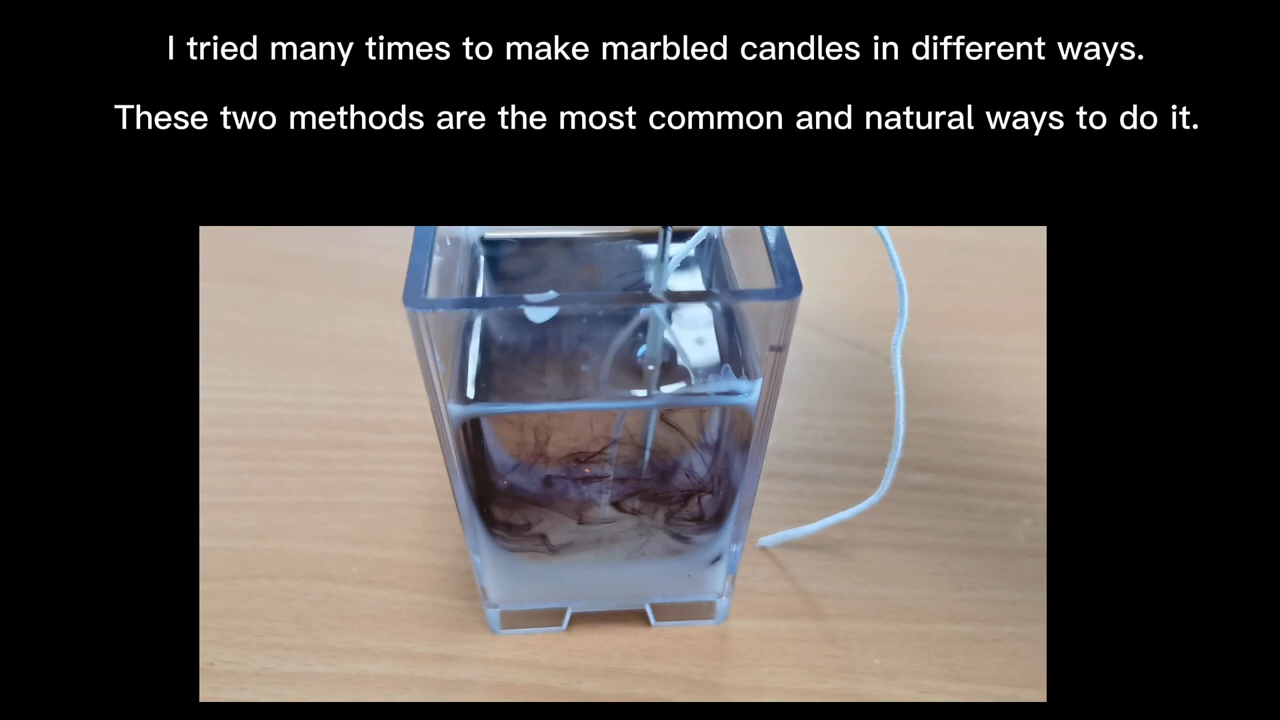 I tried many times to make marbled candles in different ways.
These two methods are the most common and natural ways to do it.